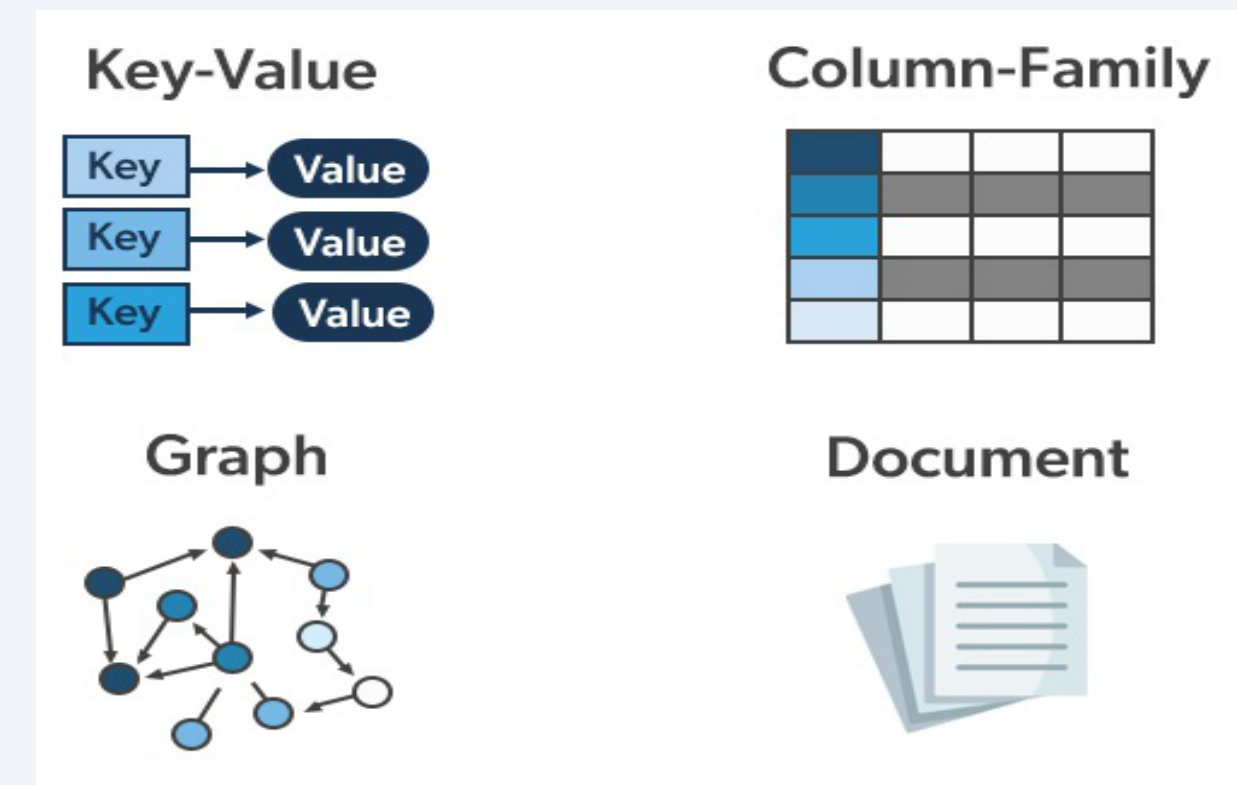 Key-Value
Key Value
Key Value
Key Value
Column-Family
Graph
Document